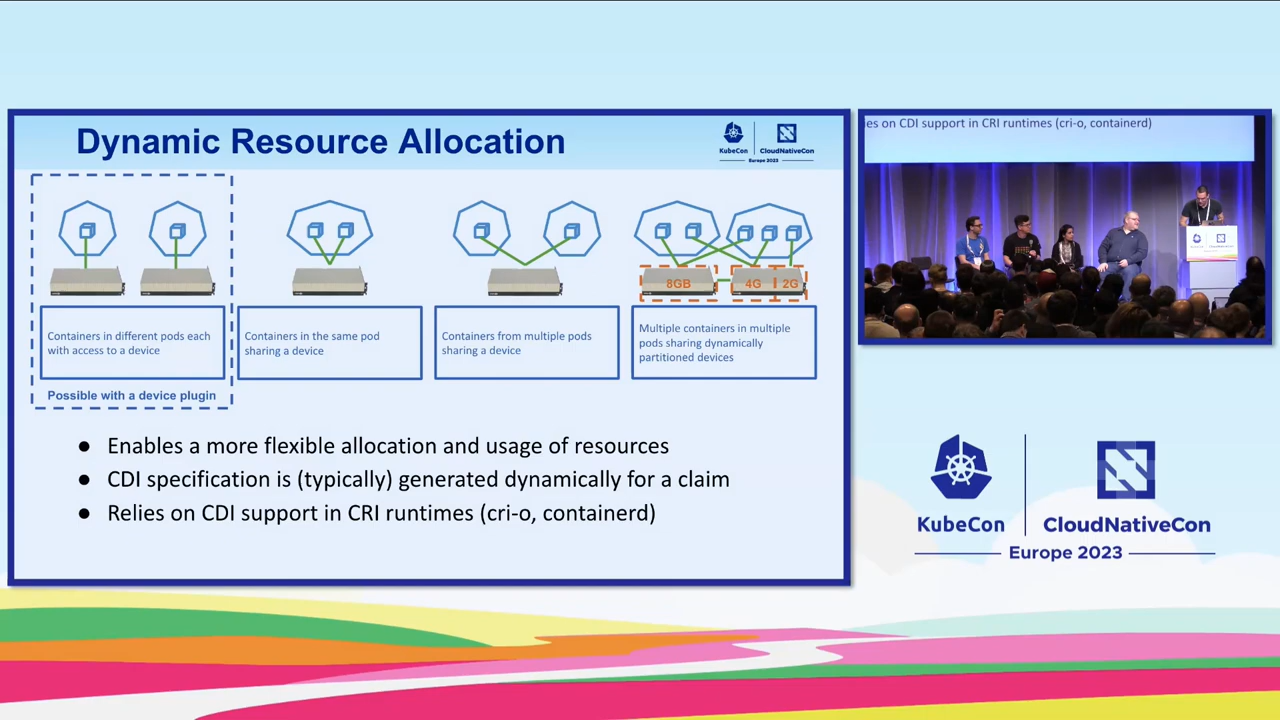 Dynamic Resource Allocation
KubeCon
CloudNativeCon
Europe 2023
8GB
4G
2G
Containers in different pods each
with access to a device
Containers in the same pod
sharing a device
Containers from multiple pods
sharing a device
Multiple containers in multiple
pods sharing dynamically
partitioned devices
Possible with a device plugin
● Enables a more flexible allocation and usage of resources
● CDI specification is (typically) generated dynamically for a claim
● Relies on CDI support in CRI runtimes (cri-o, containerd)
es on CDI support in CRI runtimes (cri-o, containerd)
KubeCon
CloudNativeCon
Europe 2023